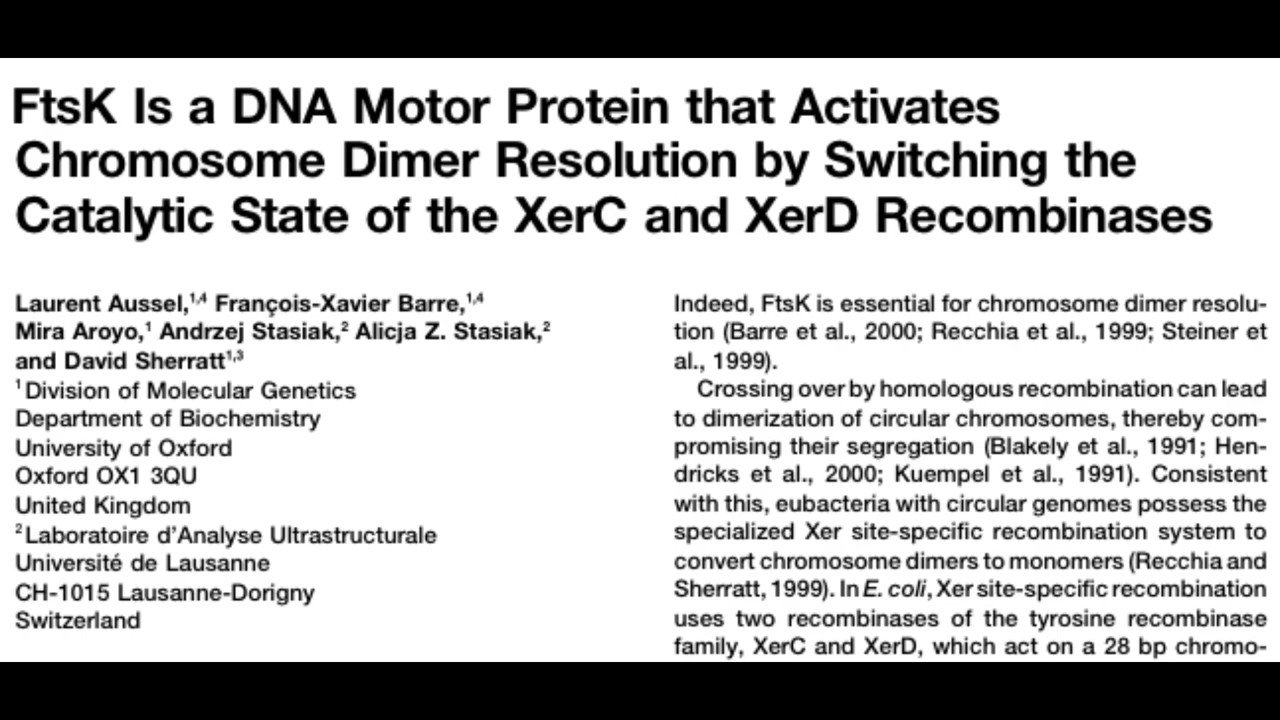 FtsK Is a DNA Motor Protein that Activates
Chromosome Dimer Resolution by Switching the
Catalytic State of the XerC and XerD Recombinases
Laurent Aussel,1,4 François-Xavier Barre,1,4
Mira Aroyo,1 Andrzej Stasiak,2 Alicja Z. Stasiak,2
and David Sherratt1,3
1 Division of Molecular Genetics
Department of Biochemistry
University of Oxford
Oxford OX1 3QU
United Kingdom
2 Laboratoire d'Analyse Ultrastructurale
Université de Lausanne
CH-1015 Lausanne-Dorigny
Switzerland
Indeed, FtsK is essential for chromosome dimer resolu-
tion (Barre et al., 2000; Recchia et al., 1999; Steiner et
al., 1999).
Crossing over by homologous recombination can lead
to dimerization of circular chromosomes, thereby com-
promising their segregation (Blakely et al., 1991; Hen-
dricks et al., 2000; Kuempel et al., 1991). Consistent
with this, eubacteria with circular genomes possess the
specialized Xer site-specific recombination system to
convert chromosome dimers to monomers (Recchia and
Sherratt, 1999). In E. coli, Xer site-specific recombination
uses two recombinases of the tyrosine recombinase
family, XerC and XerD, which act on a 28 bp chromo-